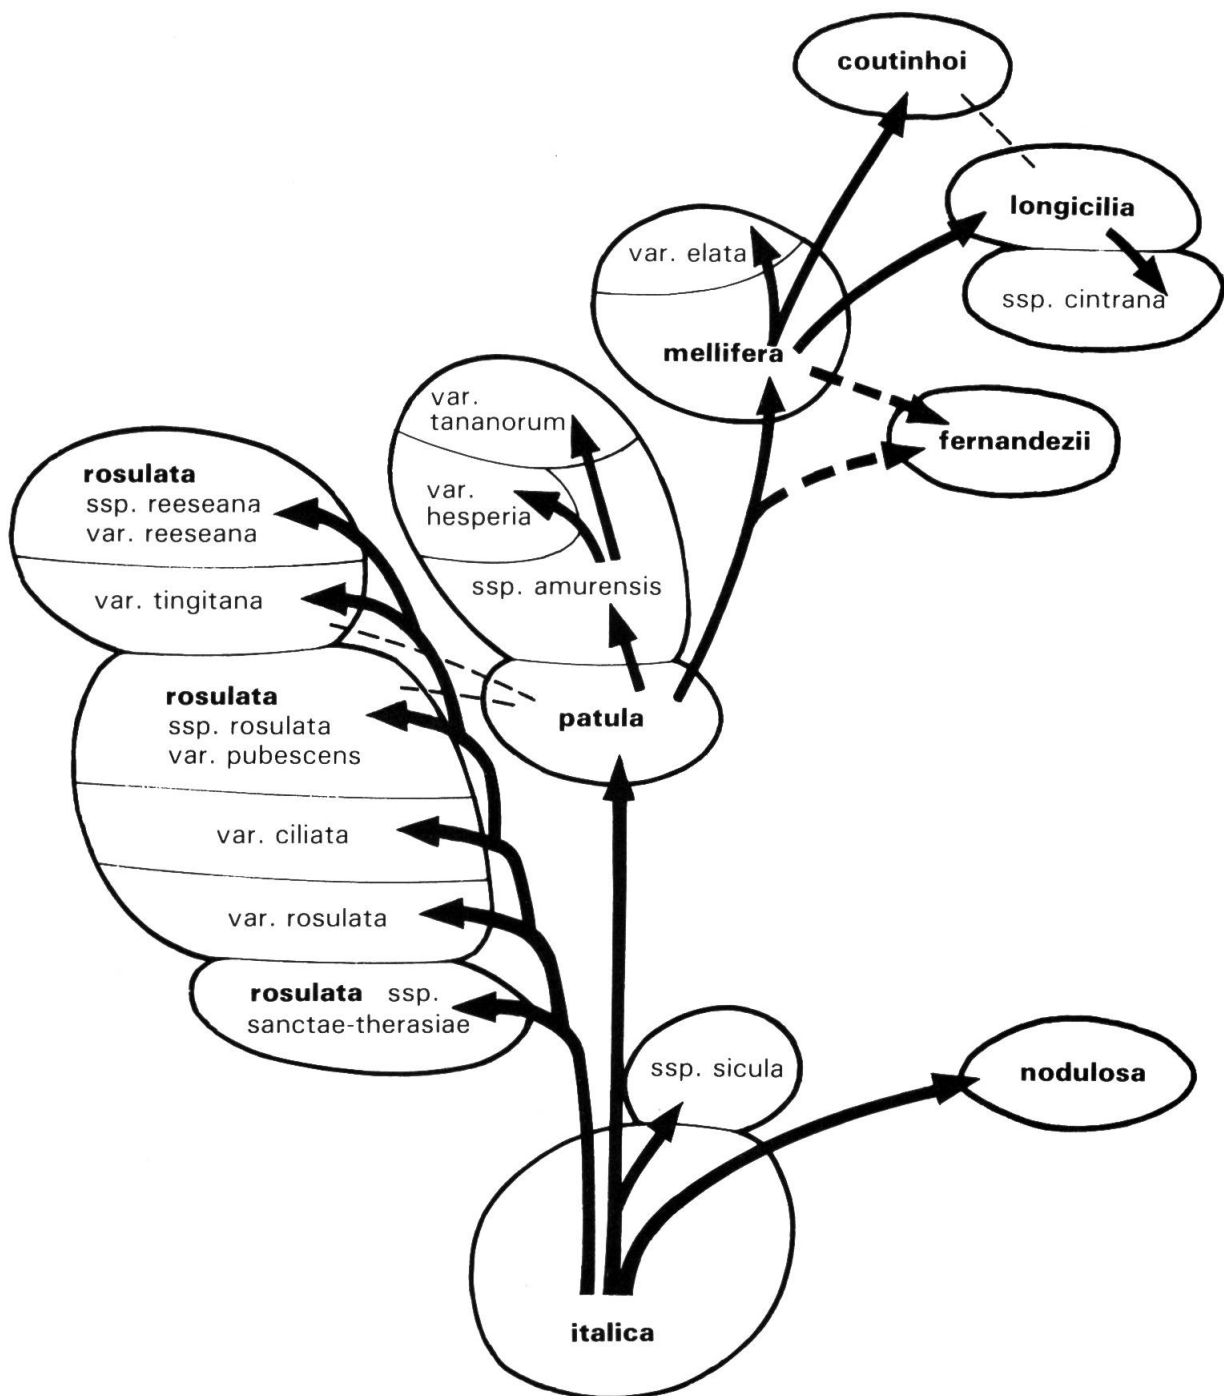 coutinhoi
longicilia
ssp. cintrana
var. elata
mellifera
fernandezii
var.
tananorum
var.
hesperia
ssp. amurensis
patula
rosulata
ssp. reeseana
var. reeseana
var. tingitana
rosulata
ssp. rosulata
var. pubescens
var. ciliata
var. rosulata
rosulata ssp.
sanctae-therasiae
ssp. sicula
nodulosa
italica